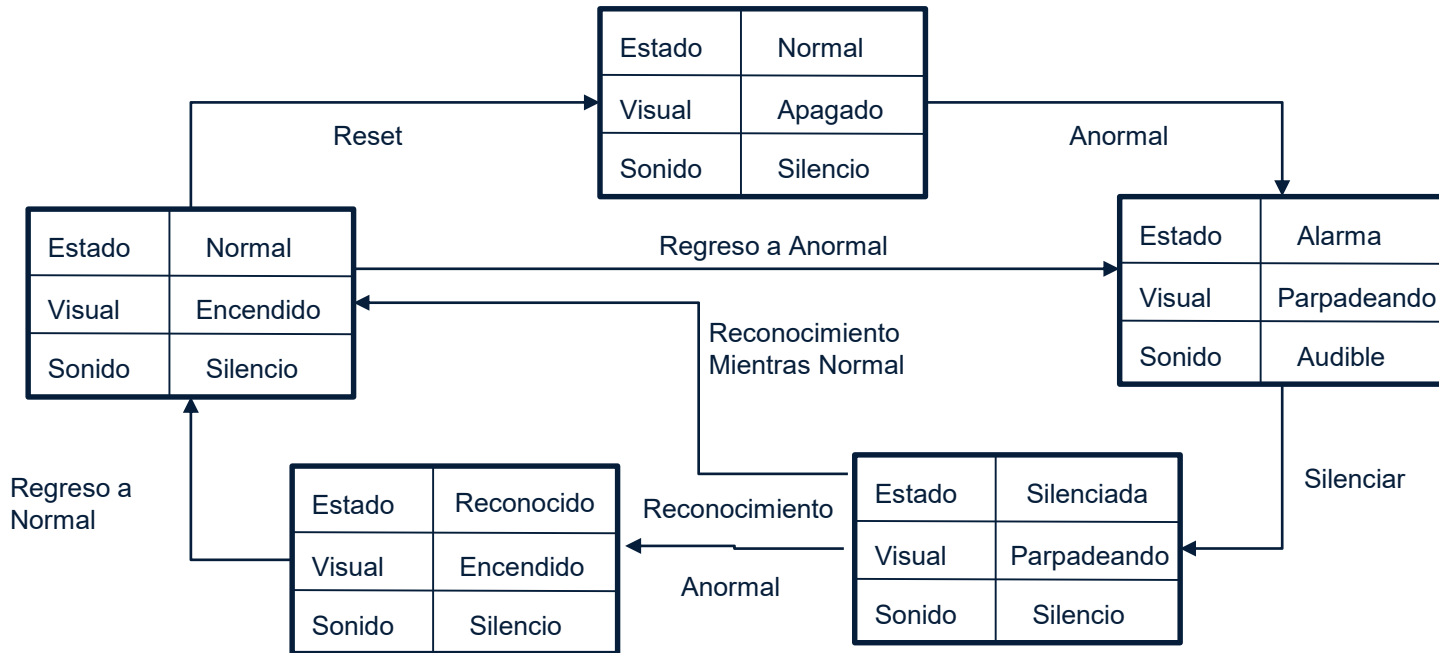 Estado Normal
Visual Apagado
Sonido Silencio
Reset
Anormal
Estado Normal
Visual Encendido
Sonido Silencio
Regreso a Anormal
Estado Alarma
Visual Parpadeando
Sonido Audible
Reconocimiento
Mientras Normal
Regreso a
Normal
Estado Reconocido
Visual Encendido
Sonido Silencio
Reconocimiento
Anormal
Estado Silenciada
Visual Parpadeando
Sonido Silencio
Silenciar